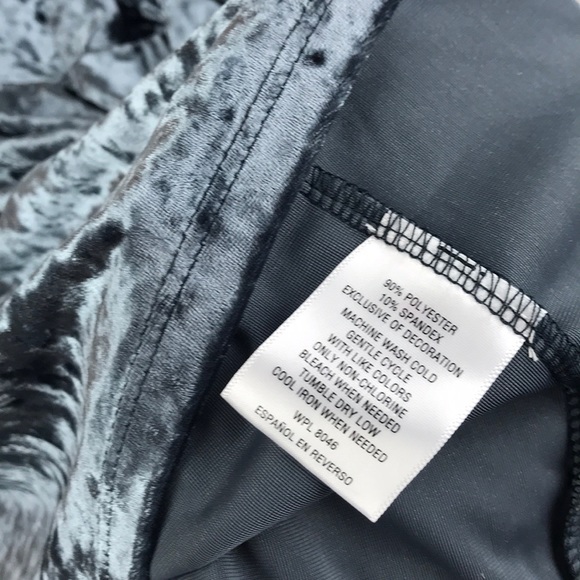 90% POLYESTER
10% SPANDEX
EXCLUSIVE OF DECORATION
MACHINE WASH COLD
GENTLE CYCLE
WITH LIKE COLORS
ONLY NON-CHLORINE
BLEACH WHEN NEEDED
TUMBLE DRY LOW
COOL IRON WHEN NEEDED
WPL 8046
ESPAÑOL EN REVERSO